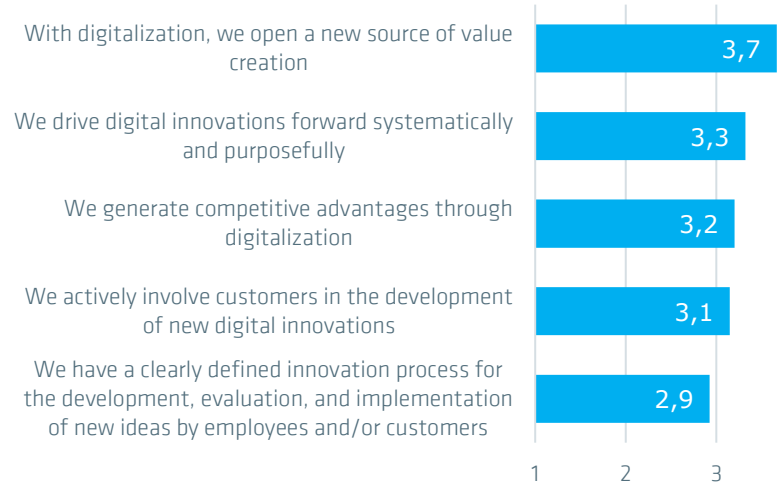 With digitalization, we open a new source of value
creation
3,7
We drive digital innovations forward systematically
and purposefully
3,3
We generate competitive advantages through
digitalization
3,2
We actively involve customers in the development
of new digital innovations
3,1
We have a clearly defined innovation process for
the development, evaluation, and implementation
of new ideas by employees and/or customers
2,9
1 2 3